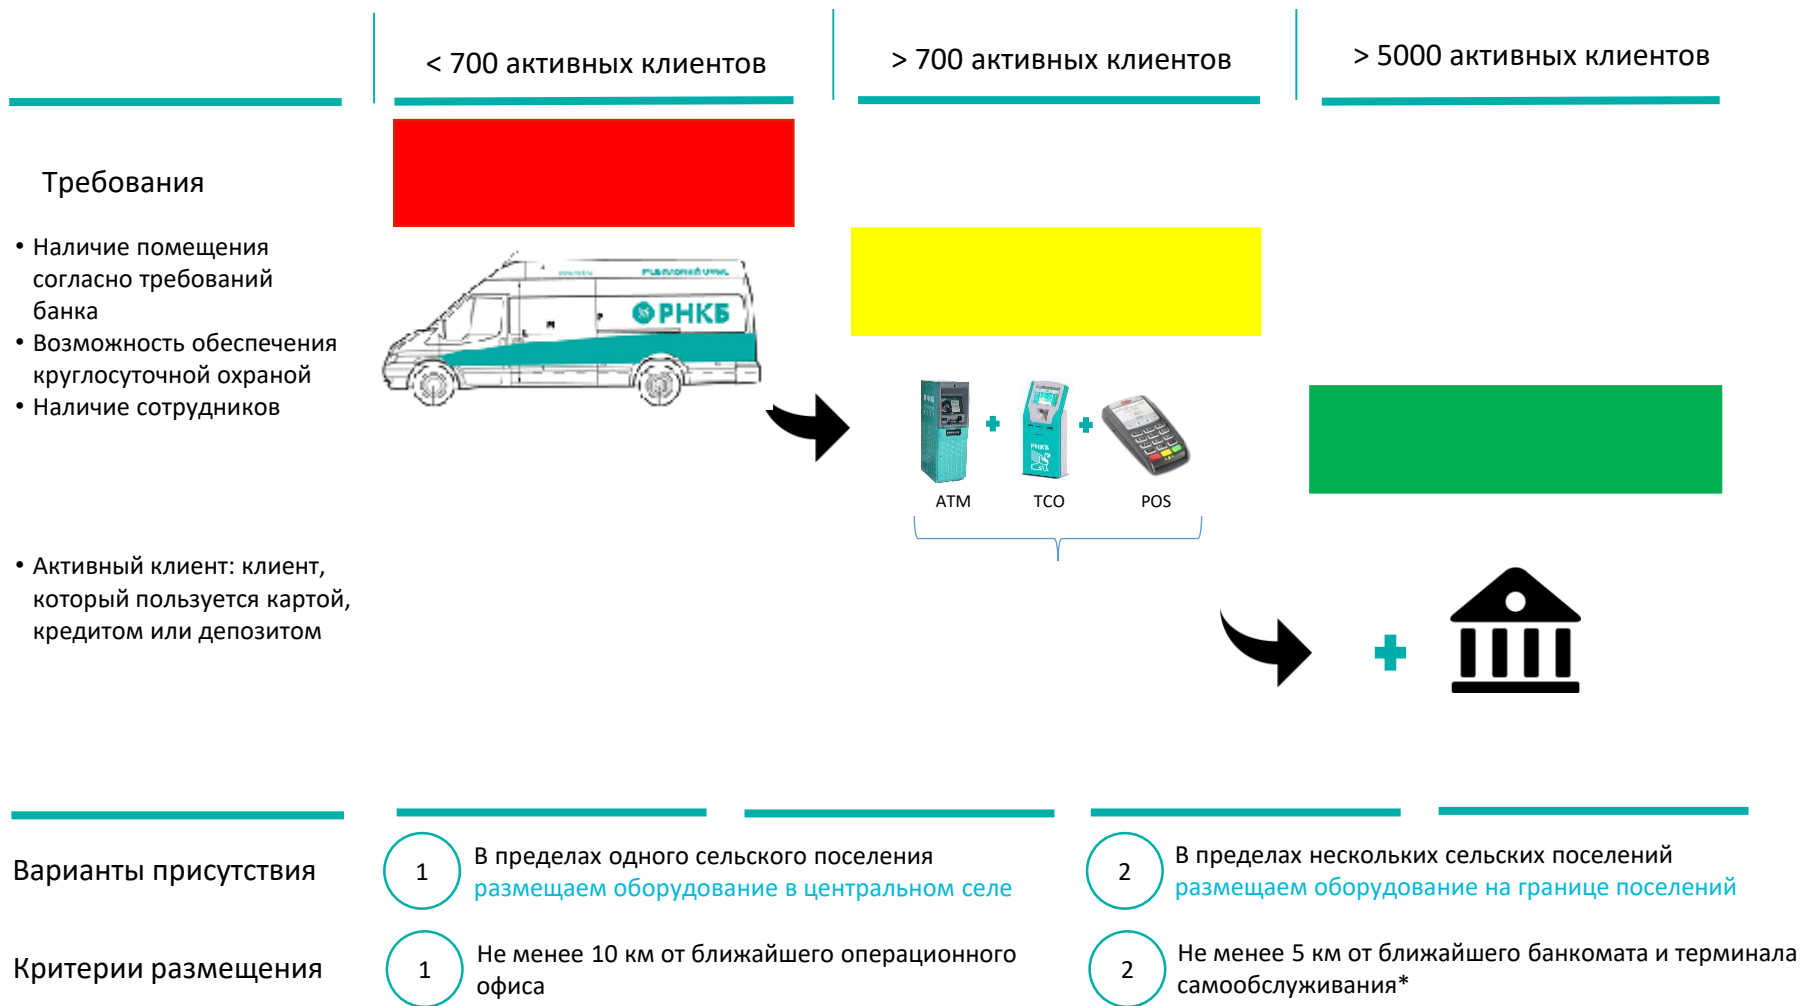 < 700 активных клиентов
> 700 активных клиентов
> 5000 активных клиентов
Требования
• Наличие помещения
согласно требований
банка
• Возможность обеспечения
круглосуточной охраной
• Наличие сотрудников
РНКБ
РНКБ
ATM
TCO
POS
• Активный клиент: клиент,
который пользуется картой,
кредитом или депозитом
Варианты присутствия
1
В пределах одного сельского поселения
размещаем оборудование в центральном селе
2
В пределах нескольких сельских поселений
размещаем оборудование на границе поселений
Критерии размещения
1
Не менее 10 км от ближайшего операционного
офиса
2
Не менее 5 км от ближайшего банкомата и терминала
самообслуживания*